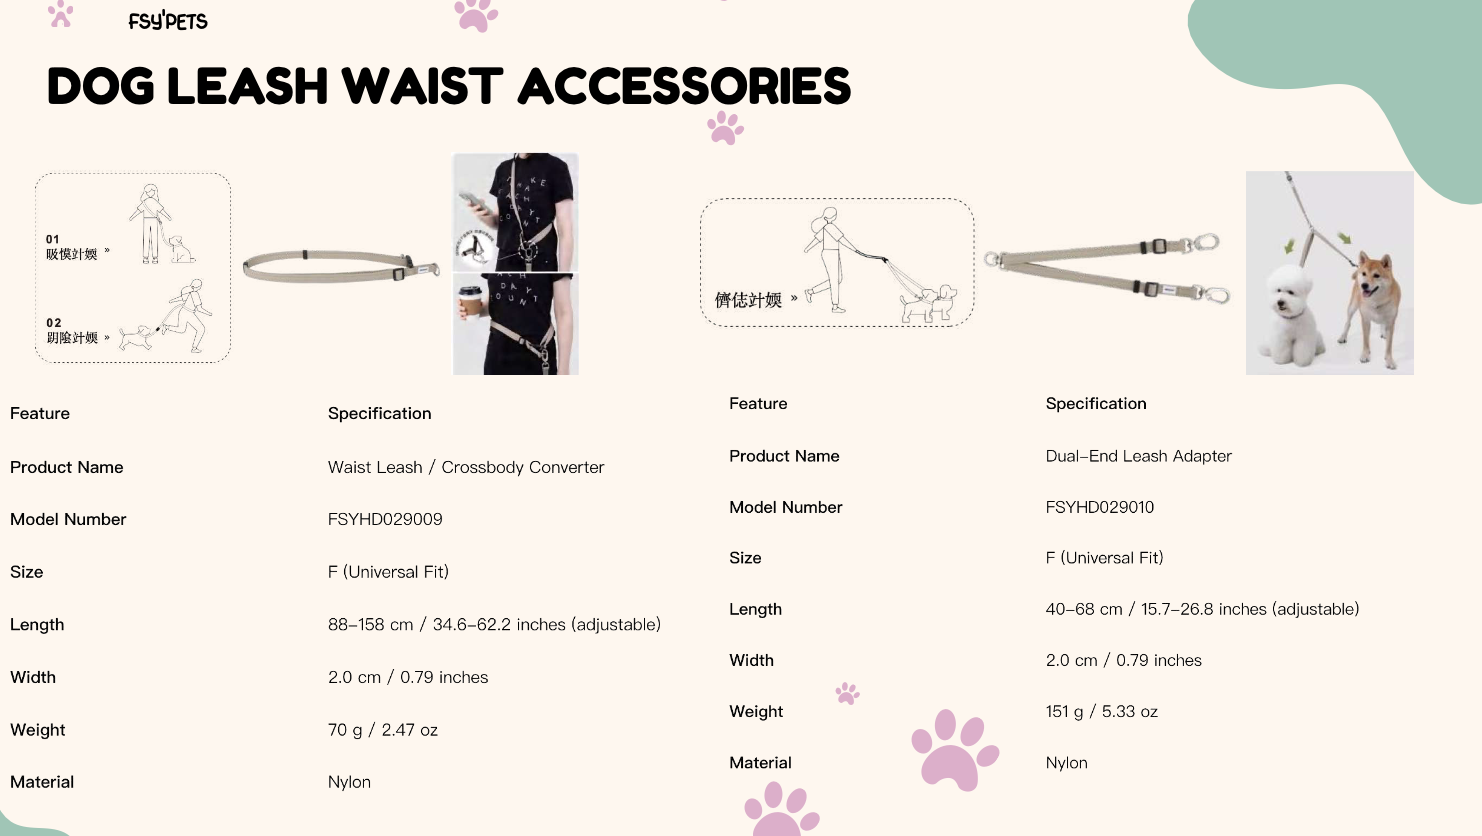 FSY'PETS
DOG LEASH WAIST ACCESSORIES
01
02
Feature Specification
Product Name Waist Leash / Crossbody Converter
Model Number FSYHD029009
Size F (Universal Fit)
Length 88–158 cm / 34.6–62.2 inches (adjustable)
Width 2.0 cm / 0.79 inches
Weight 70 g / 2.47 oz
Material Nylon
Feature Specification
Product Name Dual–End Leash Adapter
Model Number FSYHD029010
Size F (Universal Fit)
Length 40–68 cm / 15.7–26.8 inches (adjustable)
Width 2.0 cm / 0.79 inches
Weight 151 g / 5.33 oz
Material Nylon